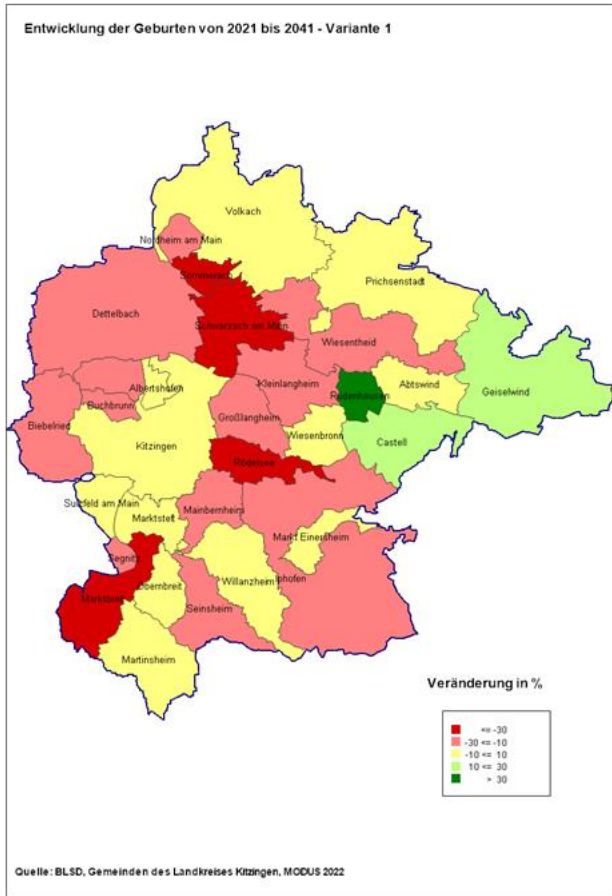 Entwicklung der Geburten von 2021 bis 2041 - Variante 1
Volkach
Nordheim am Main
Sommerach
Prichsenstadt
Dettelbach
Schwarzach am Main
Wiesentheid
Albertshofen
Kleinlangheim
Rüdenhausen
Abtswind
Geiselwind
Buchbrunn
Großlangheim
Biebelried
Kitzingen
Wiesenbronn
Castell
Rödelsee
Sulzfeld am Main
Marktsteft
Mainbernheim
Markt Einersheim
Segnitz
Obernbreit
Willanzheim
Iphofen
Seinsheim
Martinsheim
Veränderung in %
<= -30
-30 <= -10
-10 <= 10
10 <= 30
> 30
Quelle: BLSD, Gemeinden des Landkreises Kitzingen, MODUS 2022